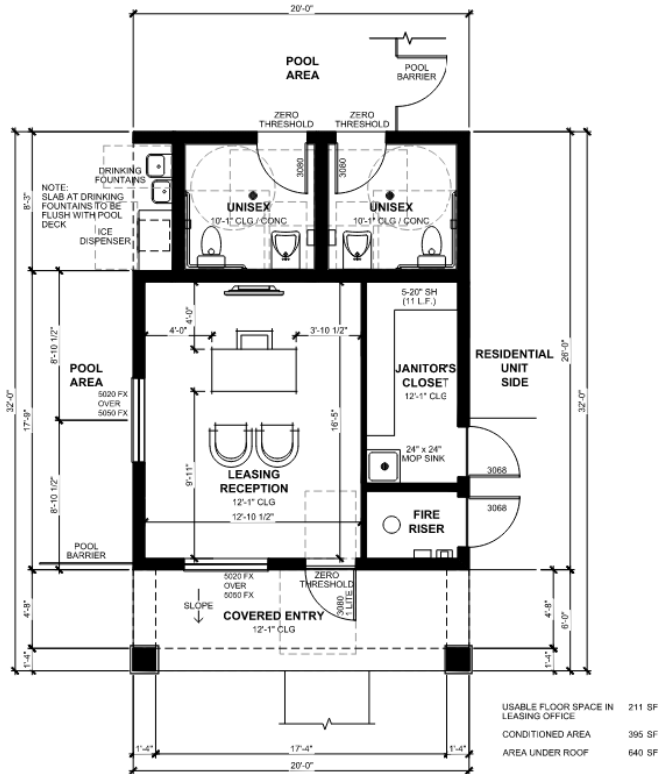 20'-0"
POOL
AREA
POOL
BARRIER
ZERO
THRESHOLD
ZERO
THRESHOLD
3080
3080
DRINKING
FOUNTAINS
NOTE:
SLAB AT DRINKING
FOUNTAINS TO BE
FLUSH WITH POOL
DECK
ICE
DISPENSER
UNISEX
10'-1" CLG / CONC
UNISEX
10'-1" CLG / CONC
8'-3"
4'-0"
4'-0"
3'-10 1/2"
5-20" SH
(11 L.F.)
8'-10 1/2"
POOL
AREA
5020 FX
OVER
5050 FX
JANITOR'S
CLOSET
12'-1" CLG
RESIDENTIAL
UNIT
SIDE
26'-0"
32'-0"
17'-9"
32'-0"
16'-5"
9'-11"
24" x 24"
MOP SINK
LEASING
RECEPTION
12'-1" CLG
12'-10 1/2"
3068
8'-10 1/2"
3068
FIRE
RISER
POOL
BARRIER
5020 FX
OVER
5050 FX
ZERO
THRESHOLD
3080
1 LITE
SLOPE
COVERED ENTRY
12'-1" CLG
4'-8"
4'-8"
6'-0"
1'-4"
1'-4"
1'-4"
17'-4"
1'-4"
20'-0"
USABLE FLOOR SPACE IN LEASING OFFICE 211 SF
CONDITIONED AREA 395 SF
AREA UNDER ROOF 640 SF